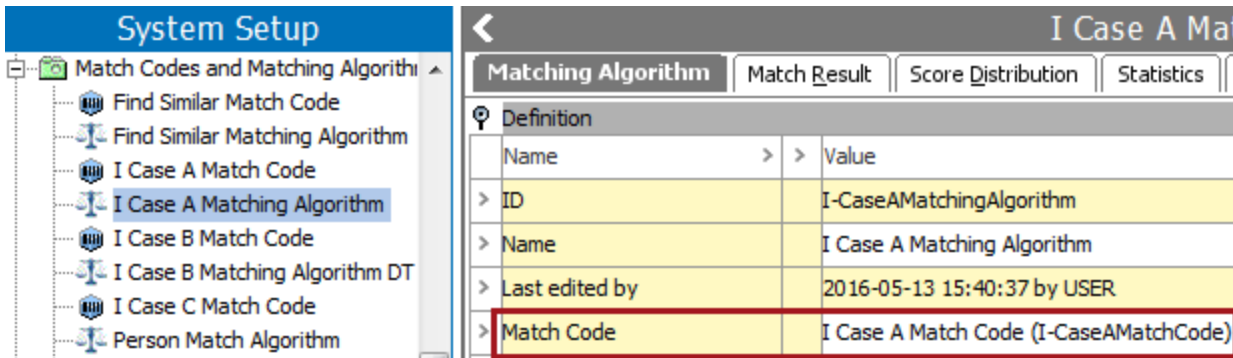 System Setup
Match Codes and Matching Algorith
Find Similar Match Code
Find Similar Matching Algorithm
I Case A Match Code
I Case A Matching Algorithm
I Case B Match Code
I Case B Matching Algorithm DT
I Case C Match Code
Person Match Algorithm
I Case A Mat
Matching Algorithm Match Result Score Distribution Statistics
Definition
Name > > Value
> ID I-CaseAMatchingAlgorithm
> Name I Case A Matching Algorithm
> Last edited by 2016-05-13 15:40:37 by USER
> Match Code I Case A Match Code (I-CaseAMatchCode)